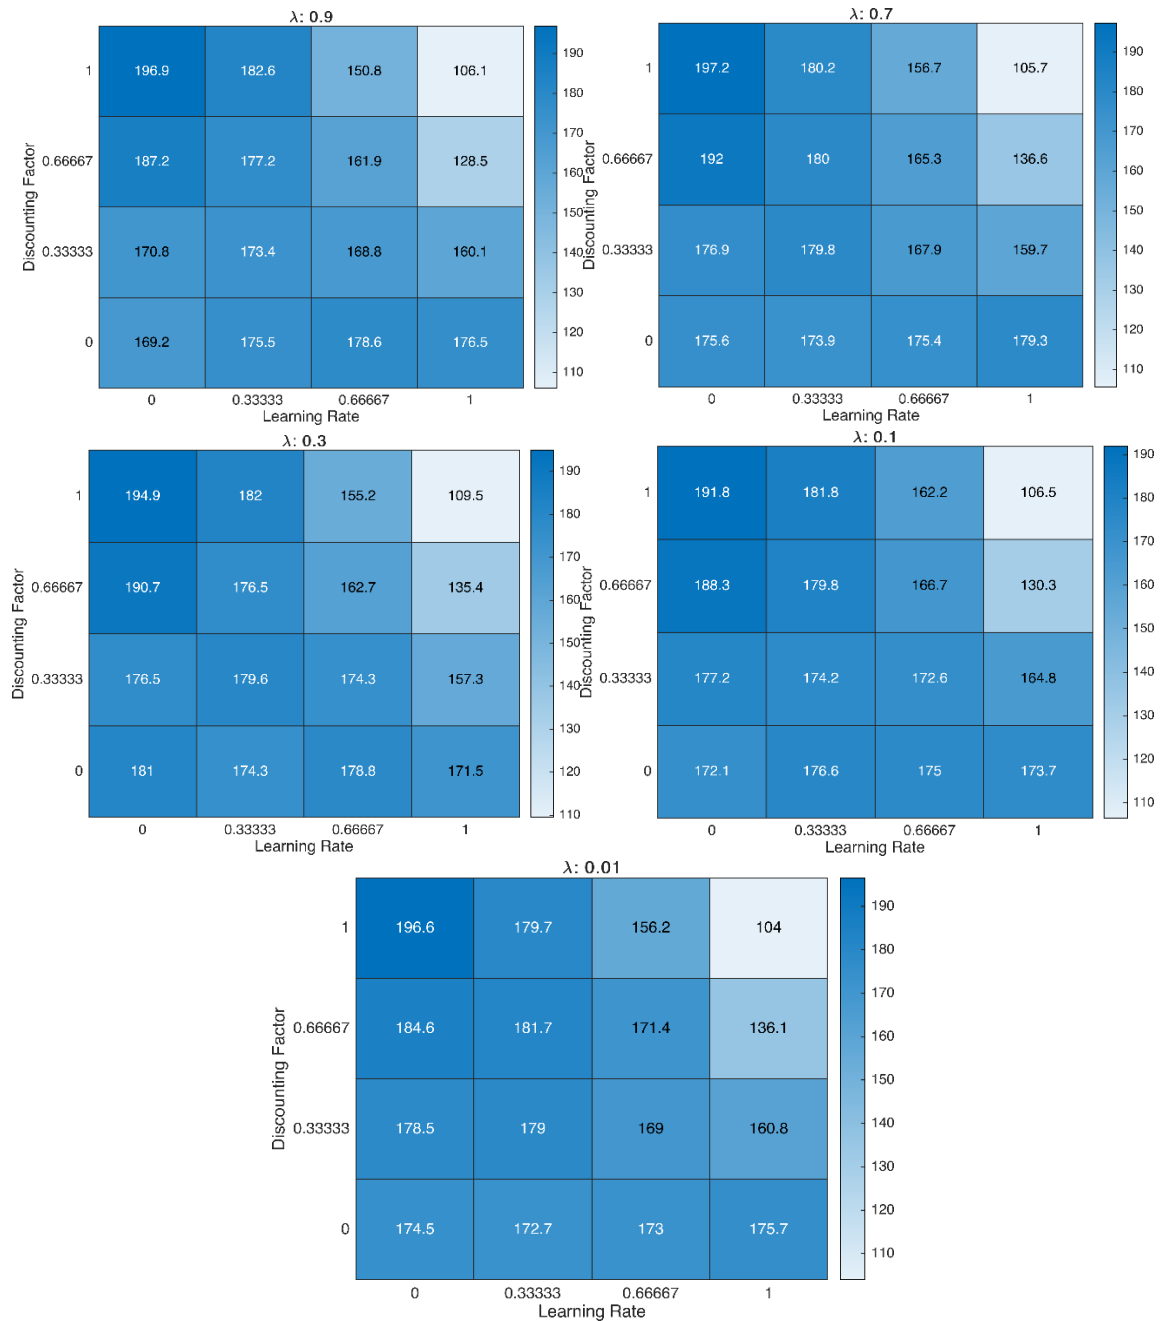 λ: 0.9
1 196.9 182.6 150.8 106.1
0.66667 187.2 177.2 161.9 128.5
0.33333 170.8 173.4 168.8 160.1
0 169.2 175.5 178.6 176.5
0 0.33333 0.66667 1
Learning Rate
Discounting Factor
190
180
170
160
150
140
130
120
110
λ: 0.7
1 197.2 180.2 156.7 105.7
0.66667 192 180 165.3 136.6
0.33333 176.9 179.8 167.9 159.7
0 175.6 173.9 175.4 179.3
0 0.33333 0.66667 1
Learning Rate
Discounting Factor
190
180
170
160
150
140
130
120
110
λ: 0.3
1 194.9 182 155.2 109.5
0.66667 190.7 176.5 162.7 135.4
0.33333 176.5 179.6 174.3 157.3
0 181 174.3 178.8 171.5
0 0.33333 0.66667 1
Learning Rate
Discounting Factor
190
180
170
160
150
140
130
120
110
λ: 0.1
1 191.8 181.8 162.2 106.5
0.66667 188.3 179.8 166.7 130.3
0.33333 177.2 174.2 172.6 164.8
0 172.1 176.6 175 173.7
0 0.33333 0.66667 1
Learning Rate
Discounting Factor
190
180
170
160
150
140
130
120
110
λ: 0.01
1 196.6 179.7 156.2 104
0.66667 184.6 181.7 171.4 136.1
0.33333 178.5 179 169 160.8
0 174.5 172.7 173 175.7
0 0.33333 0.66667 1
Learning Rate
Discounting Factor
190
180
170
160
150
140
130
120
110